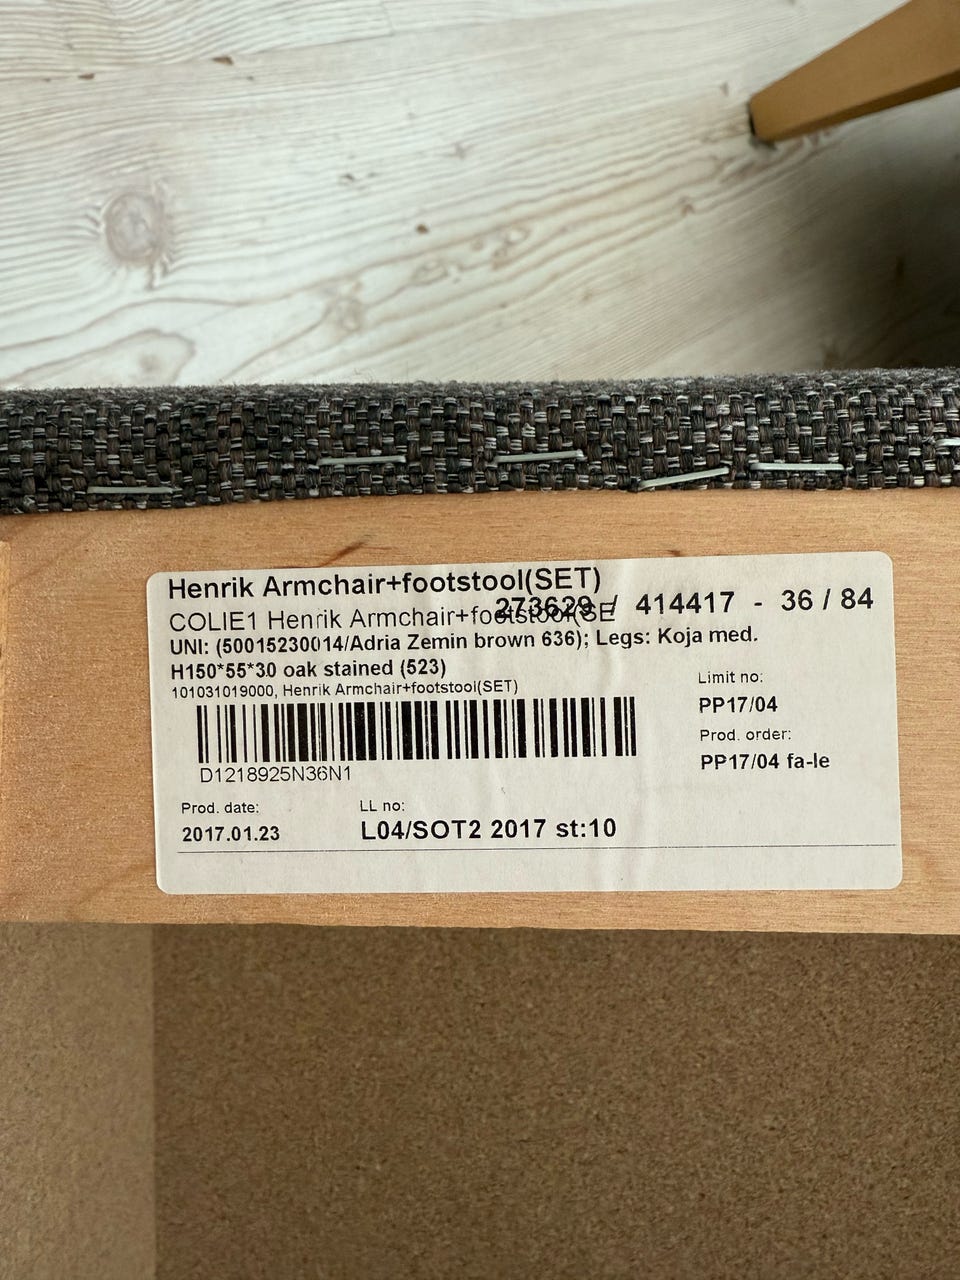 Henrik Armchair+footstool(SET)
COLIE1 Henrik Armchair+footstool(SE
273629 / 414417 - 36 / 84
UNI: (50015230014/Adria Zemin brown 636); Legs: Koja med.
H150*55*30 oak stained (523)
101031019000, Henrik Armchair+footstool(SET)
Limit no:
PP17/04
Prod. order:
PP17/04 fa-le
D1218925N36N1
Prod. date:
2017.01.23
LL no:
L04/SOT2 2017 st:10